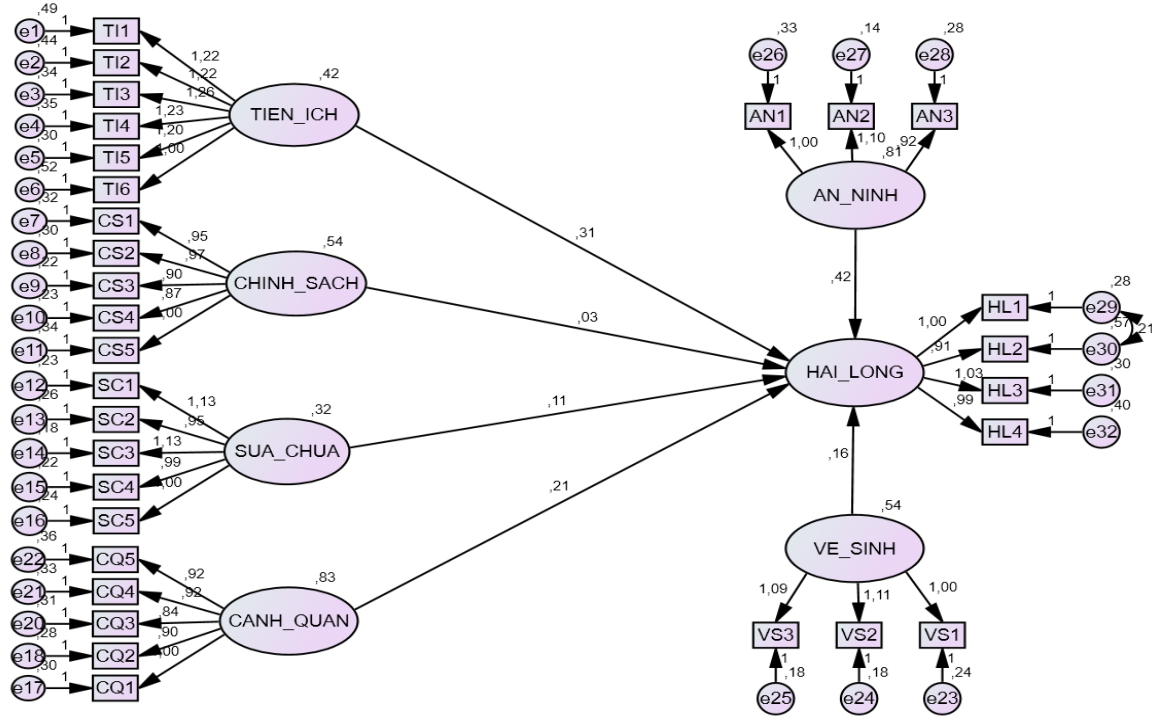 ,49
e1 1 TI1
,44
e2 1 TI2
,34
e3 1 TI3
,35
e4 1 TI4
,30
e5 1 TI5
,52
e6 1 TI6
1,22
1,22
1,26
1,23
1,20
,00
,42
TIEN_ICH
,32
e7 1 CS1
,30
e8 1 CS2
,22
e9 1 CS3
,23
e10 1 CS4
,34
e11 1 CS5
,95
,97
,90
,87
,00
,54
CHINH_SACH
,23
e12 1 SC1
,26
e13 1 SC2
,18
e14 1 SC3
,22
e15 1 SC4
,24
e16 1 SC5
1,13
,95
1,13
,99
,00
,32
SUA_CHUA
,36
e22 1 CQ5
,33
e21 1 CQ4
,31
e20 1 CQ3
,28
e18 1 CQ2
,30
e17 1 CQ1
,92
,92
,84
,90
,00
,83
CANH_QUAN
,31
,03
,11
,21
,33 ,14 ,28
e26 e27 e28
1 1 1
AN1 AN2 AN3
1,00 1,10 ,92
,81
AN_NINH
,42
HAI_LONG
1,00
,91
1,03
,99
HL1 1 e29 ,28
HL2 1 e30 ,57
HL3 1 e31 ,30
HL4 1 e32 ,40
,21
,16
,54
VE_SINH
1,09 1,11 1,00
VS3 VS2 VS1
1 1 1
,18 ,18 ,24
e25 e24 e23